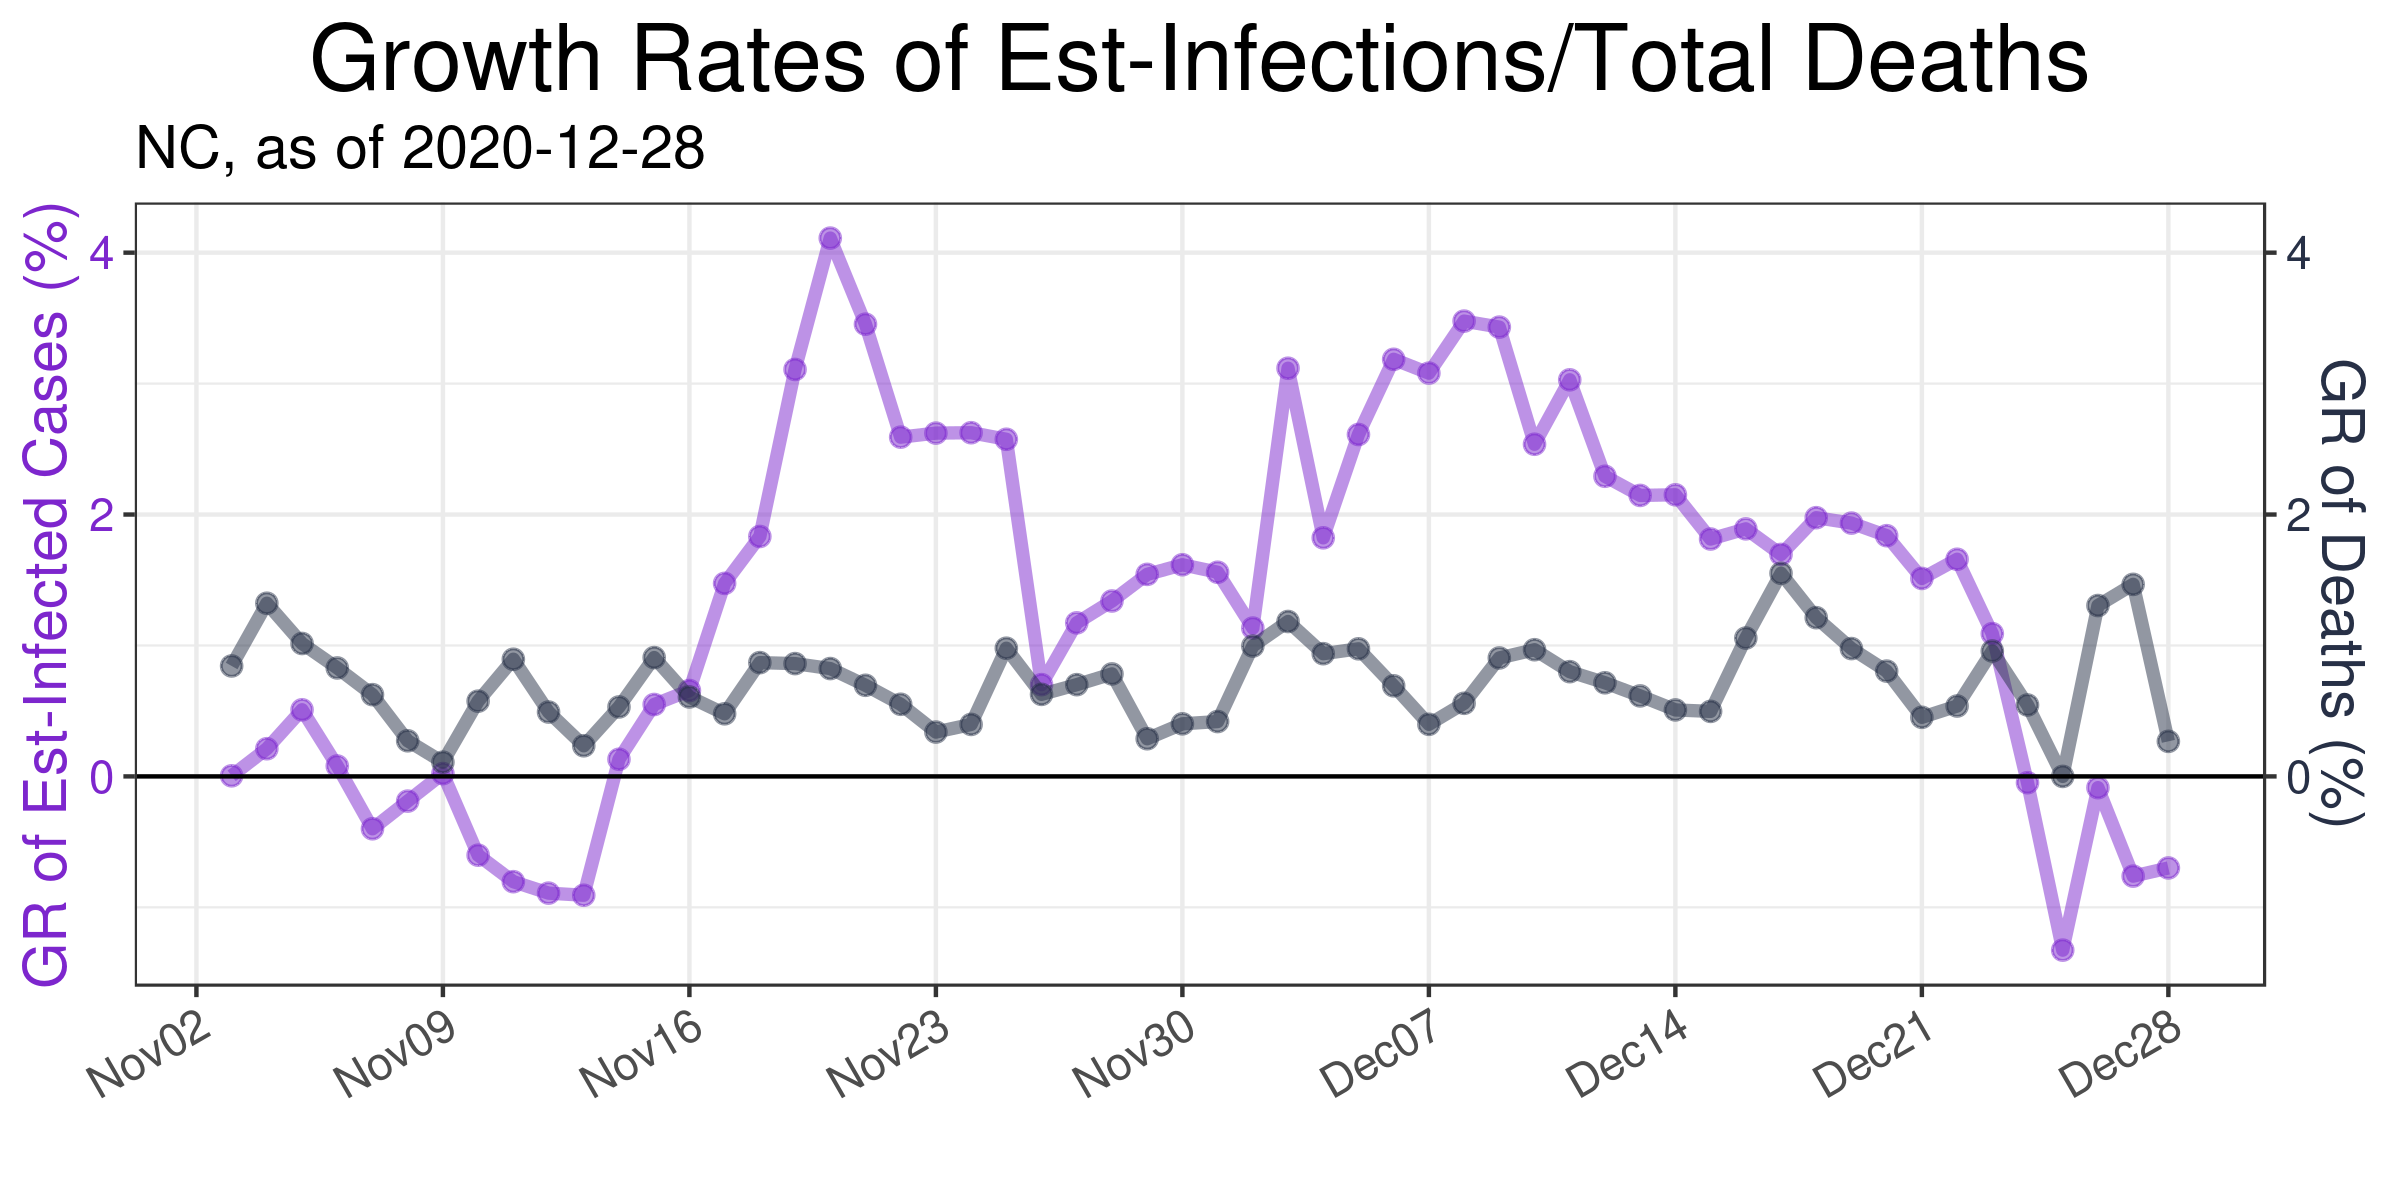 Growth Rates of Est-Infections/Total Deaths
NC, as of 2020-12-28
GR of Est-Infected Cases (%)
4
2
0
4
2
0
GR of Deaths (%)
Nov02
Nov09
Nov16
Nov23
Nov30
Dec07
Dec14
Dec21
Dec28